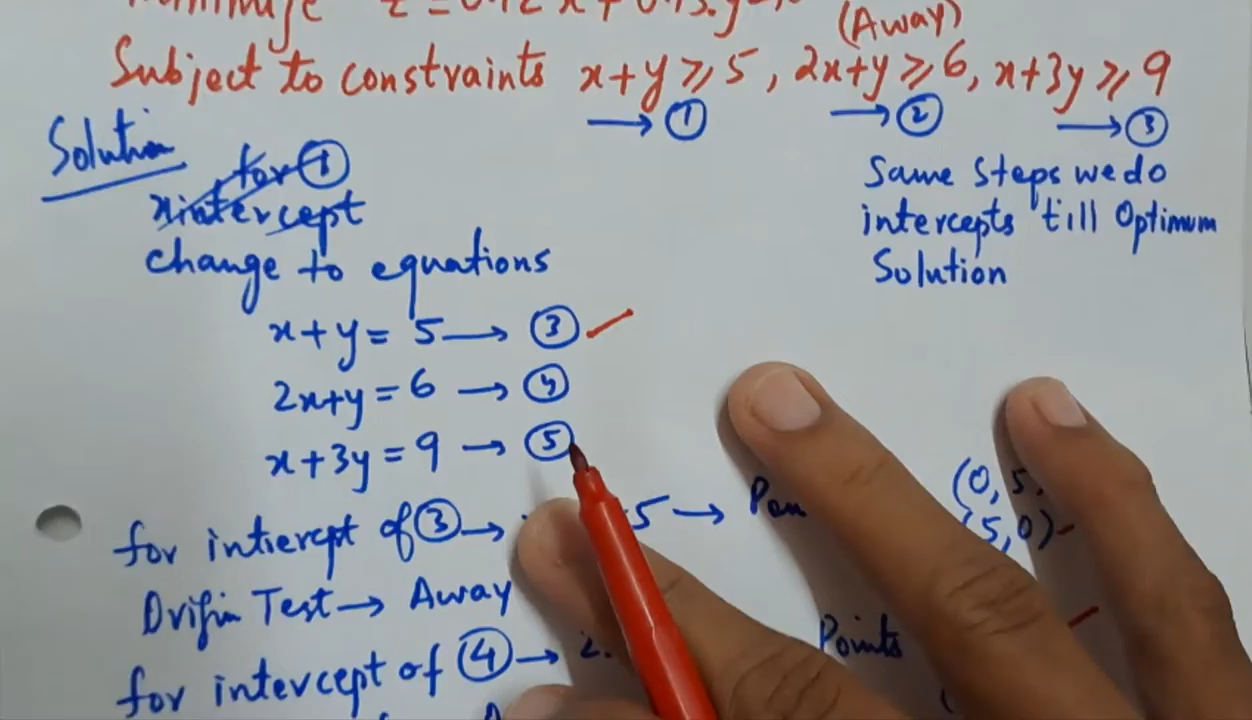 (Away)
Subject to constraints x+y ≥ 5, 2x+y ≥ 6, x+3y ≥ 9
→ ① → ② → ③
Solution
for ①
x intercept
Same Steps we do
intercepts till Optimum
Solution
change to equations
x+y = 5 → ③
2x+y = 6 → ④
x+3y = 9 → ⑤
for intercept of ③ → 5 → (0, 5
(5,0)
Origin Test → Away
for intercept of ④ → Points